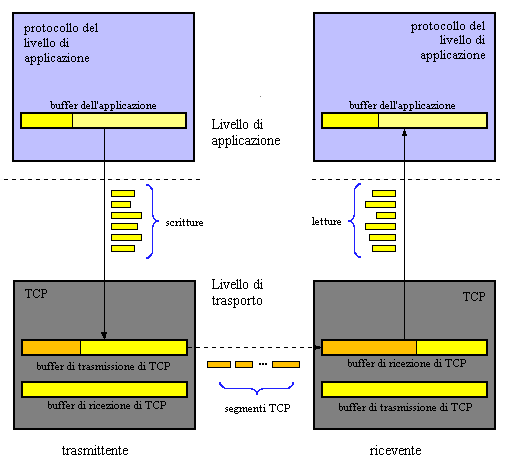 protocollo del
livello di
applicazione
buffer dell'applicazione
protocollo del
livello di
applicazione
buffer dell'applicazione
Livello di
applicazione
scritture
letture
Livello di
trasporto
TCP
buffer di trasmissione di TCP
buffer di ricezione di TCP
...
segmenti TCP
TCP
buffer di ricezione di TCP
buffer di trasmissione di TCP
trasmittente
ricevente